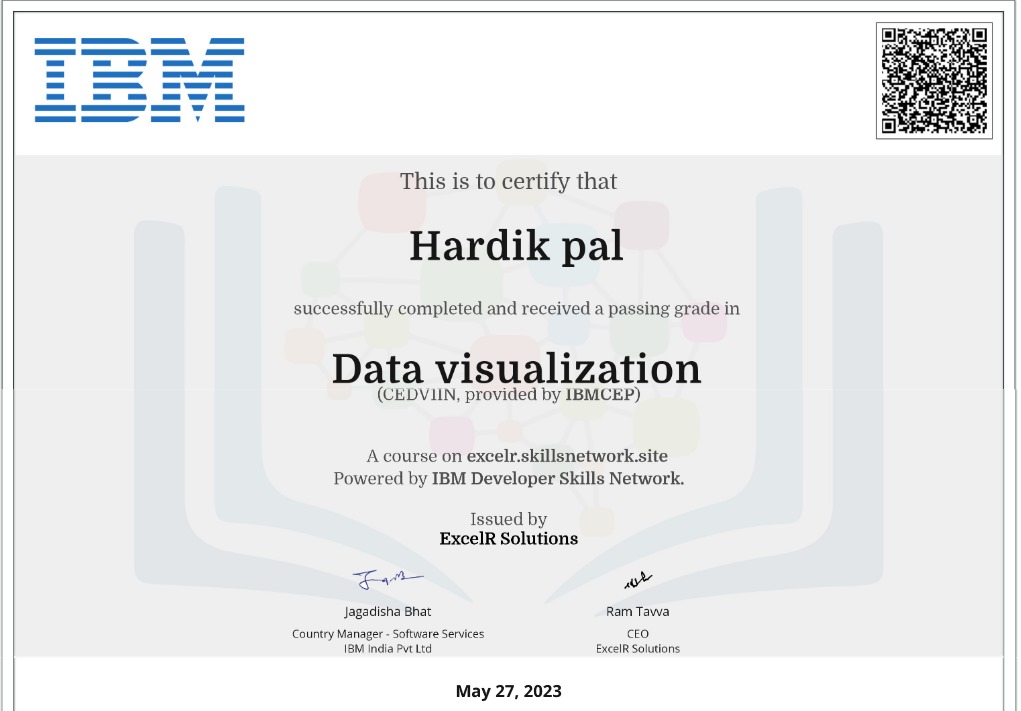 IBM
This is to certify that
Hardik pal
successfully completed and received a passing grade in
Data visualization
(CEDV11N, provided by IBMCEP)
A course on excelr.skillsnetwork.site
Powered by IBM Developer Skills Network.
Issued by
ExcelR Solutions
Jagadisha Bhat
Ram Tavva
Country Manager - Software Services
CEO
IBM India Pvt Ltd
ExcelR Solutions
May 27, 2023